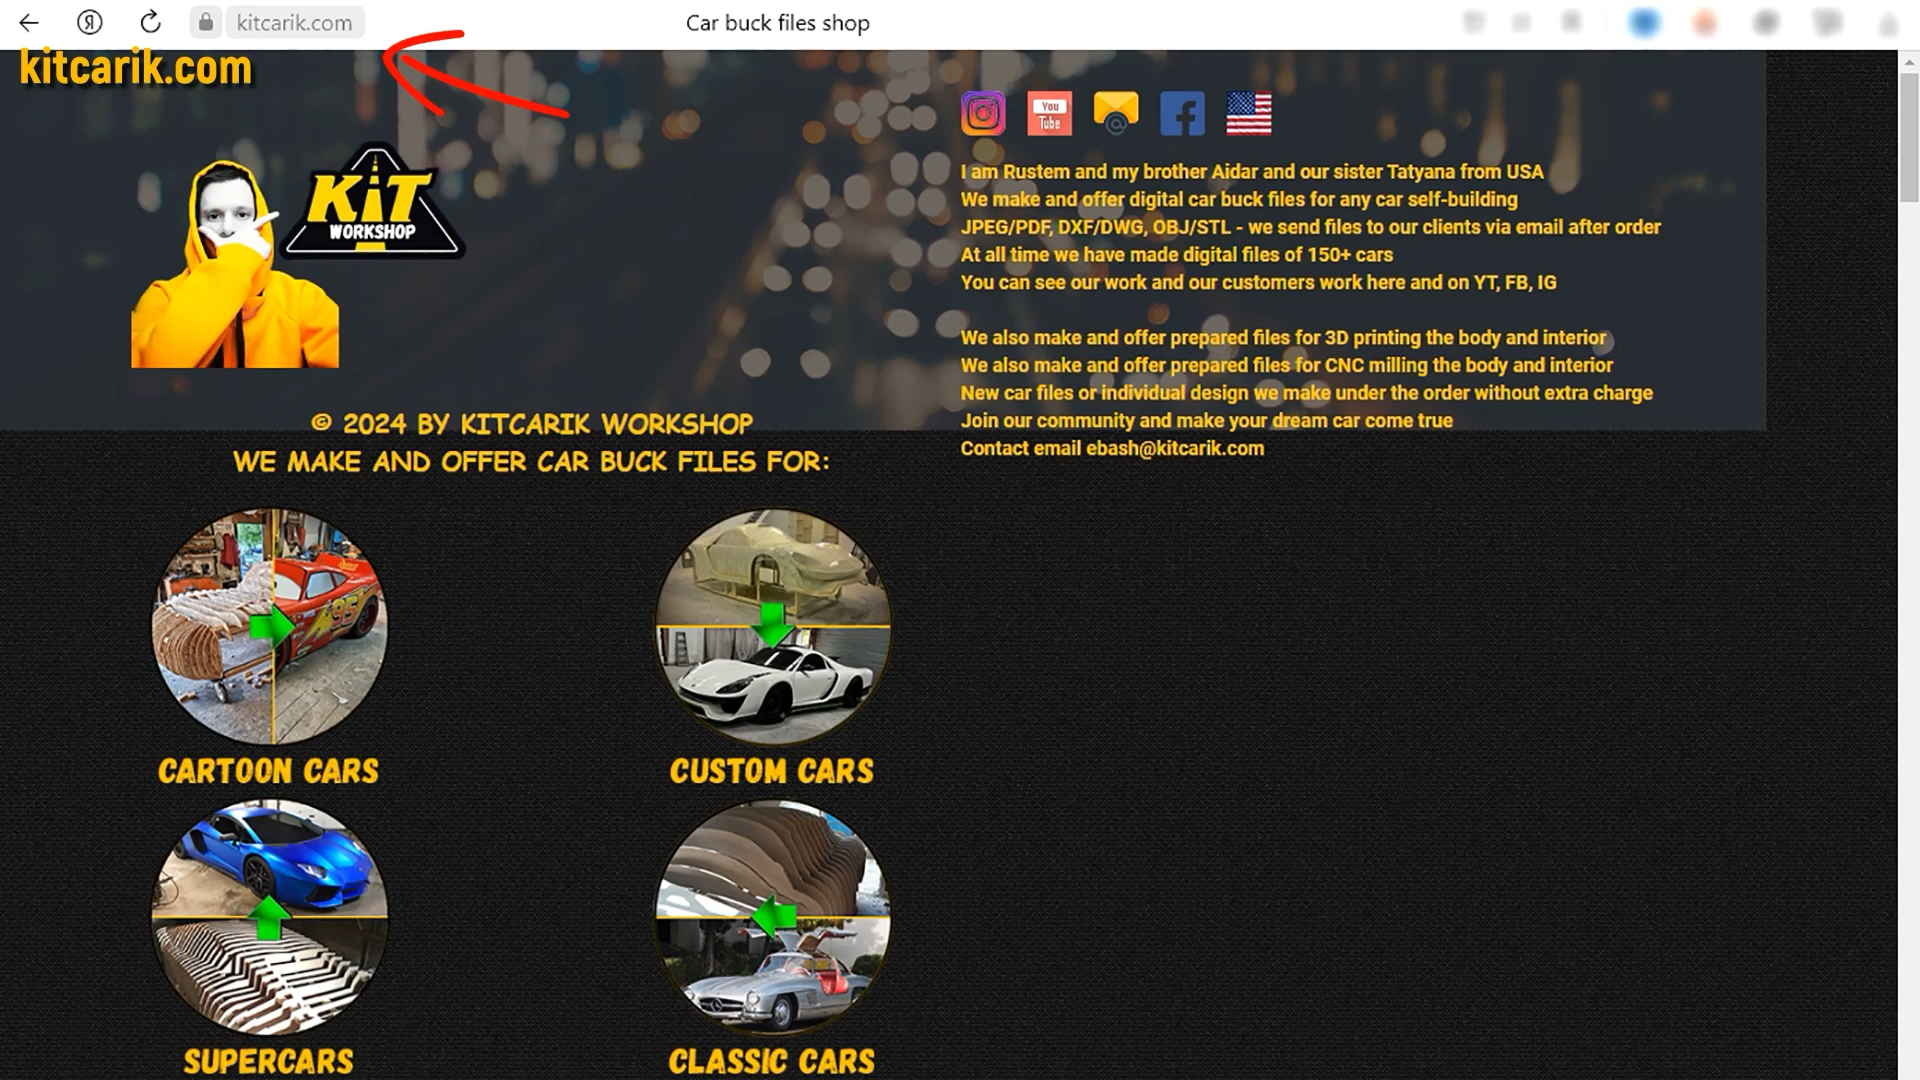 kitcarik.com
Car buck files shop
kitcarik.com
You
Tube
KiT
WORKSHOP
I am Rustem and my brother Aidar and our sister Tatyana from USA
We make and offer digital car buck files for any car self-building
JPEG/PDF, DXF/DWG, OBJ/STL - we send files to our clients via email after order
At all time we have made digital files of 150+ cars
You can see our work and our customers work here and on YT, FB, IG
We also make and offer prepared files for 3D printing the body and interior
We also make and offer prepared files for CNC milling the body and interior
New car files or individual design we make under the order without extra charge
Join our community and make your dream car come true
Contact email ebash@kitcarik.com
© 2024 BY KITCARIK WORKSHOP
WE MAKE AND OFFER CAR BUCK FILES FOR:
95
CARTOON CARS
CUSTOM CARS
SUPERCARS
CLASSIC CARS